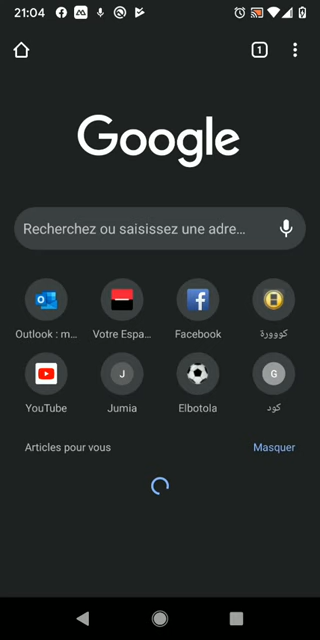 21:04
1
Google
Recherchez ou saisissez une adre...
Outlook : m...
Votre Espa...
Facebook
كووورة
YouTube
J
Jumia
Elbotola
G
كود
Articles pour vous
Masquer